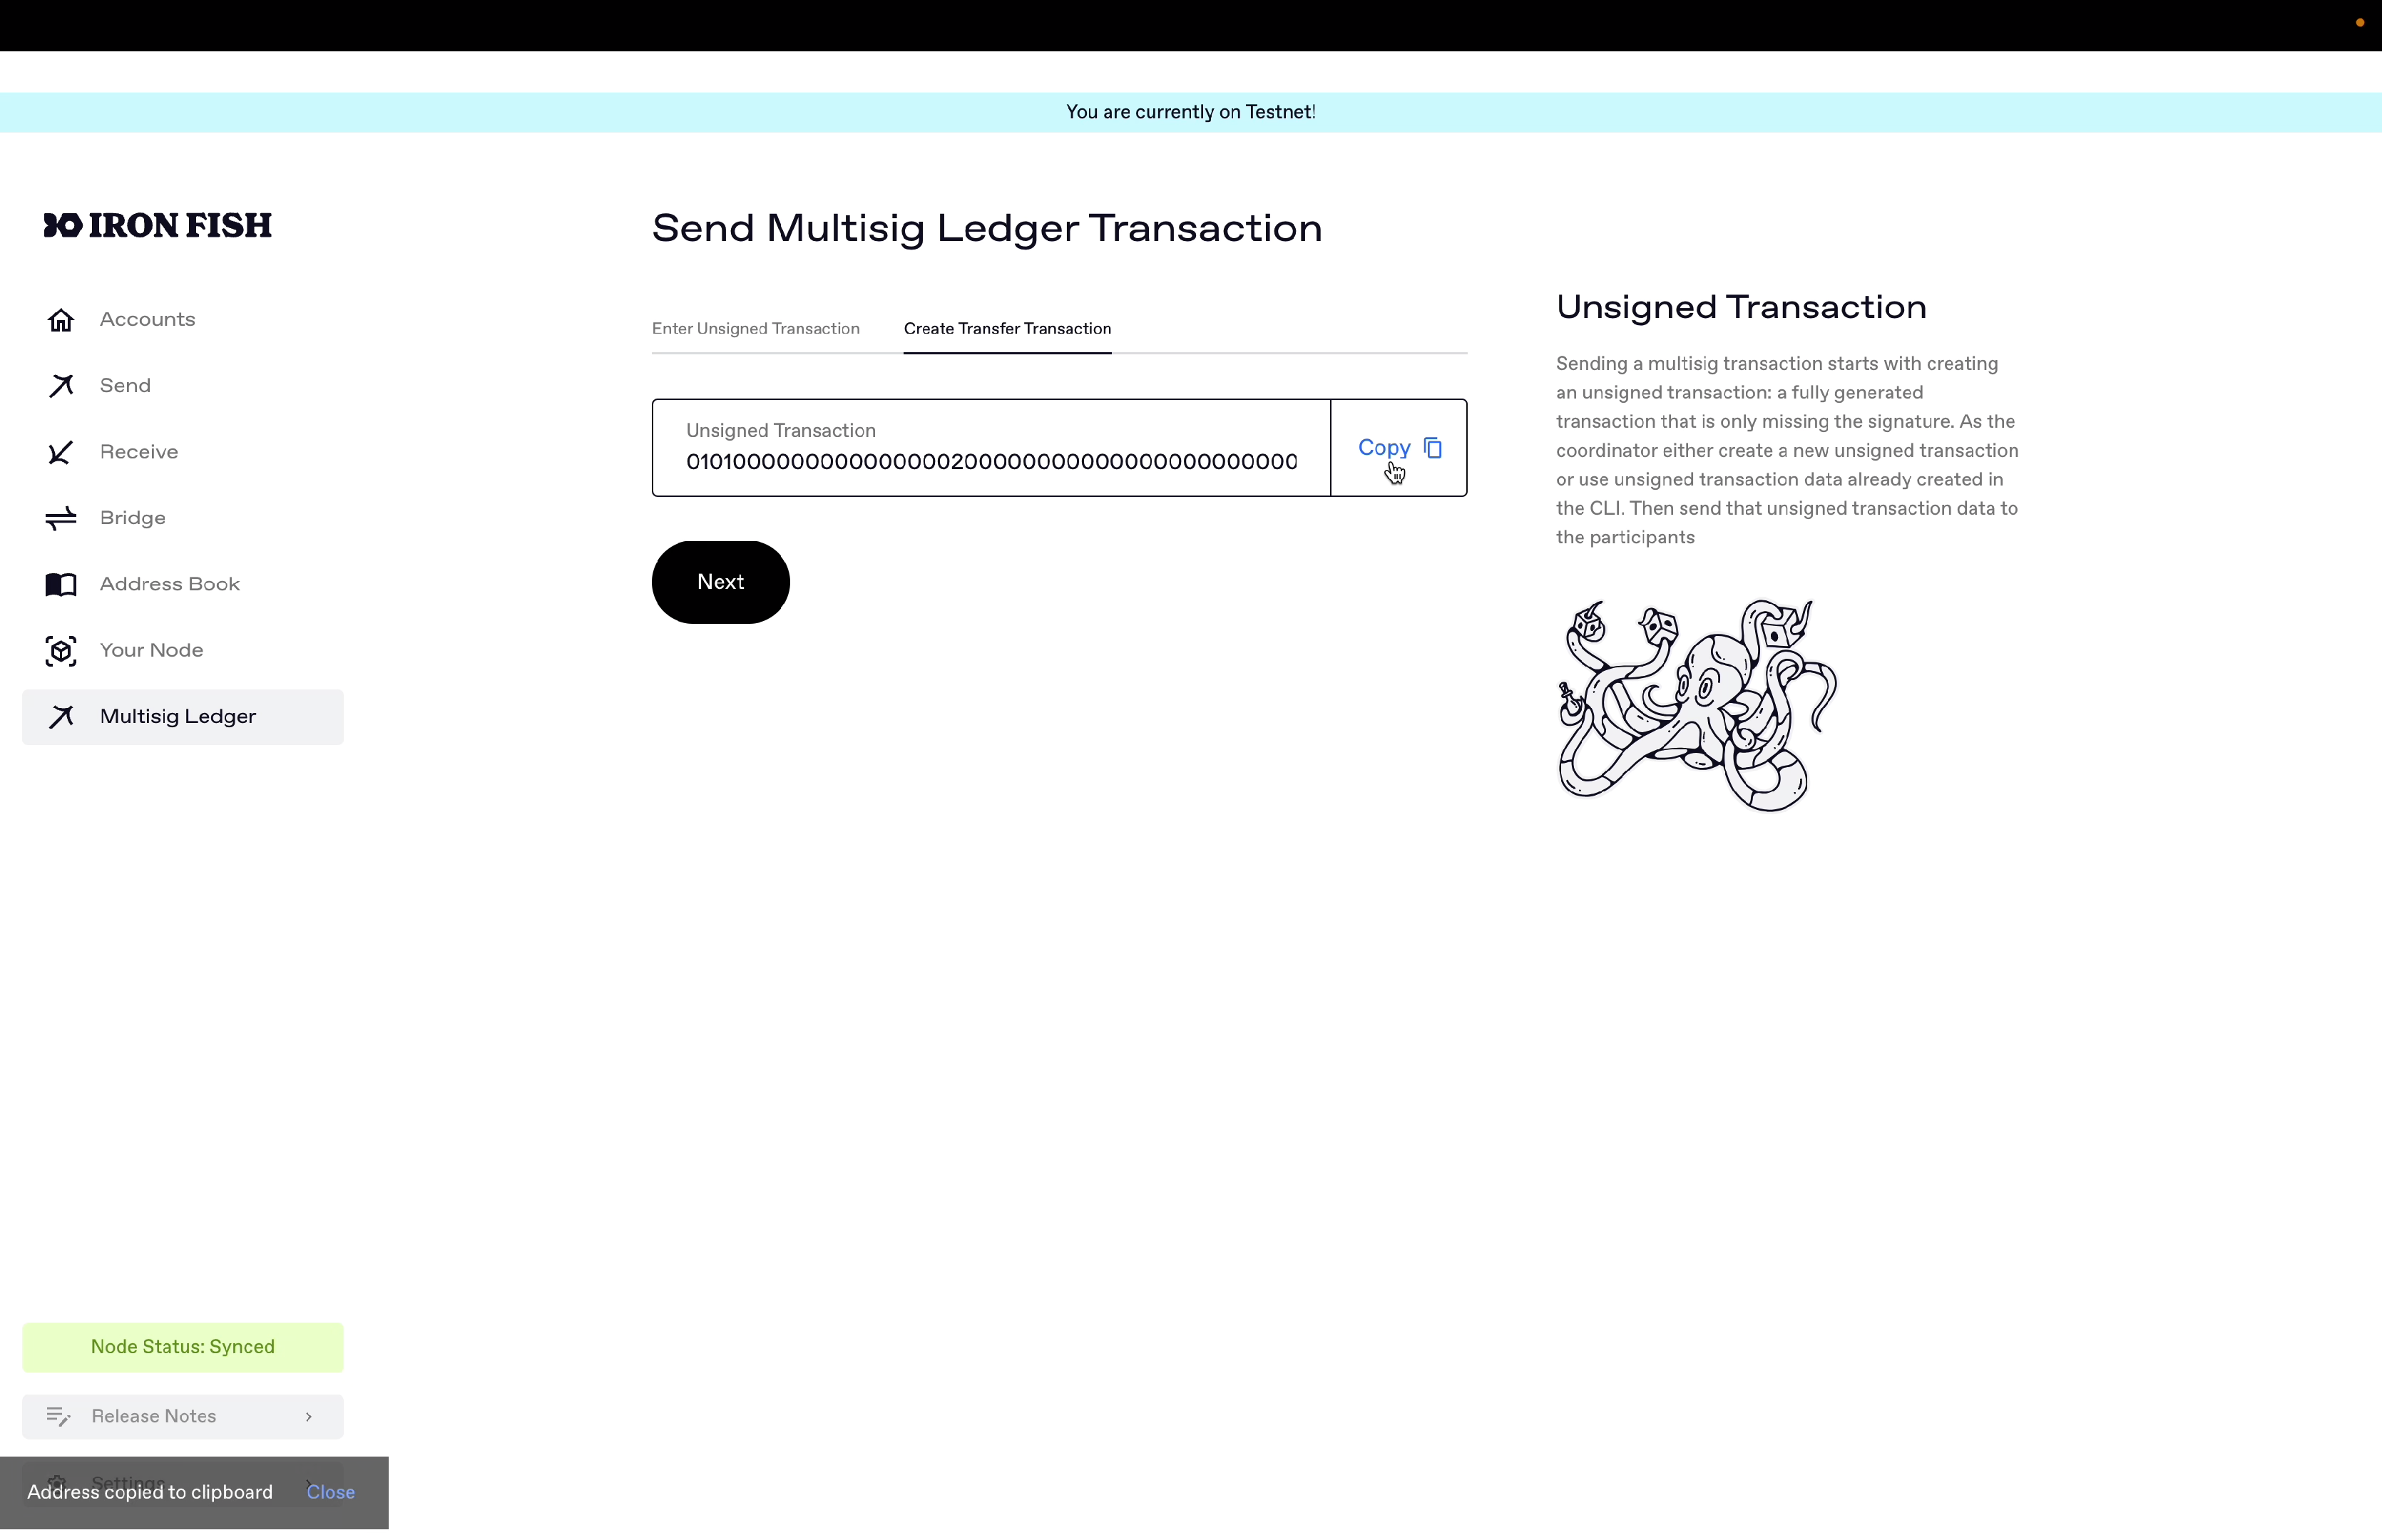 You are currently on Testnet!
IRON FISH
Accounts
Send
Receive
Bridge
Address Book
Your Node
Multisig Ledger
Send Multisig Ledger Transaction
Enter Unsigned Transaction
Create Transfer Transaction
Unsigned Transaction
010100000000000000020000000000000000000000
Copy
Next
Unsigned Transaction
Sending a multisig transaction starts with creating
an unsigned transaction: a fully generated
transaction that is only missing the signature. As the
coordinator either create a new unsigned transaction
or use unsigned transaction data already created in
the CLI. Then send that unsigned transaction data to
the participants
Node Status: Synced
Release Notes
Settings
Address copied to clipboard
Close